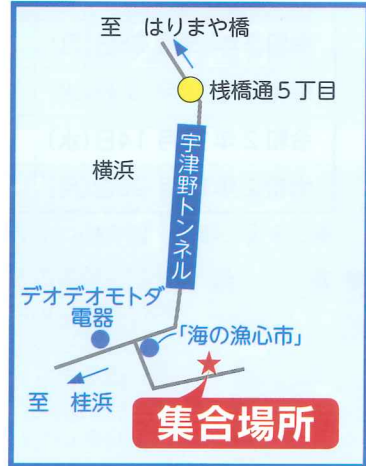 至 はりまや橋
桟橋通5丁目
横浜
宇津野トンネル
デオデオモトダ
電器
「海の漁心市」
至 桂浜
集合場所